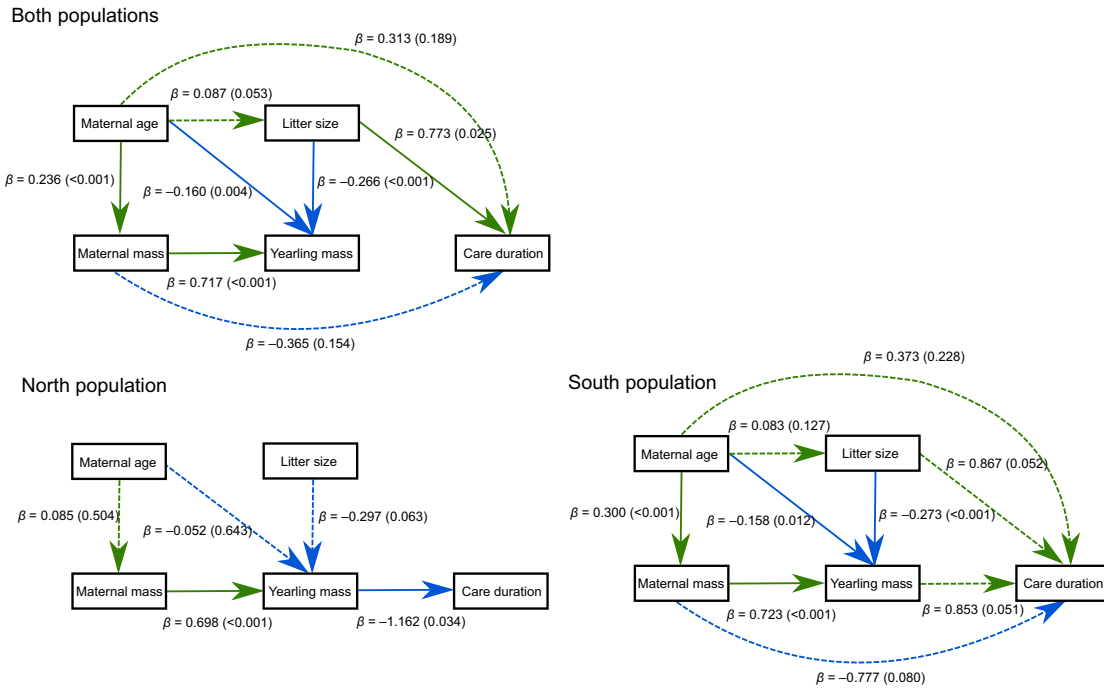 Both populations
β = 0.313 (0.189)
β = 0.087 (0.053)
Maternal age
Litter size
β = 0.773 (0.025)
β = 0.236 (<0.001)
β = –0.160 (0.004)
β = –0.266 (<0.001)
Maternal mass
Yearling mass
Care duration
β = 0.717 (<0.001)
β = –0.365 (0.154)
North population
Maternal age
Litter size
β = 0.085 (0.504)
β = –0.052 (0.643)
β = –0.297 (0.063)
Maternal mass
Yearling mass
Care duration
β = 0.698 (<0.001)
β = -1.162 (0.034)
South population
β = 0.373 (0.228)
β = 0.083 (0.127)
Maternal age
Litter size
β = 0.867 (0.052)
β = 0.300 (<0.001)
β = –0.158 (0.012)
β = –0.273 (<0.001)
Maternal mass
Yearling mass
Care duration
β = 0.723 (<0.001)
β = 0.853 (0.051)
β = –0.777 (0.080)